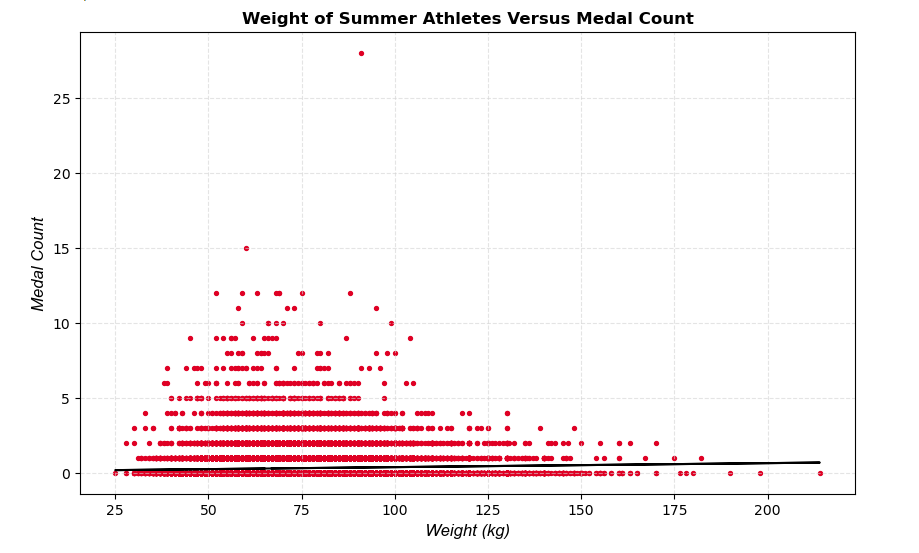 Weight of Summer Athletes Versus Medal Count
Medal Count
25
20
15
10
5
0
25 50 75 100 125 150 175 200
Weight (kg)